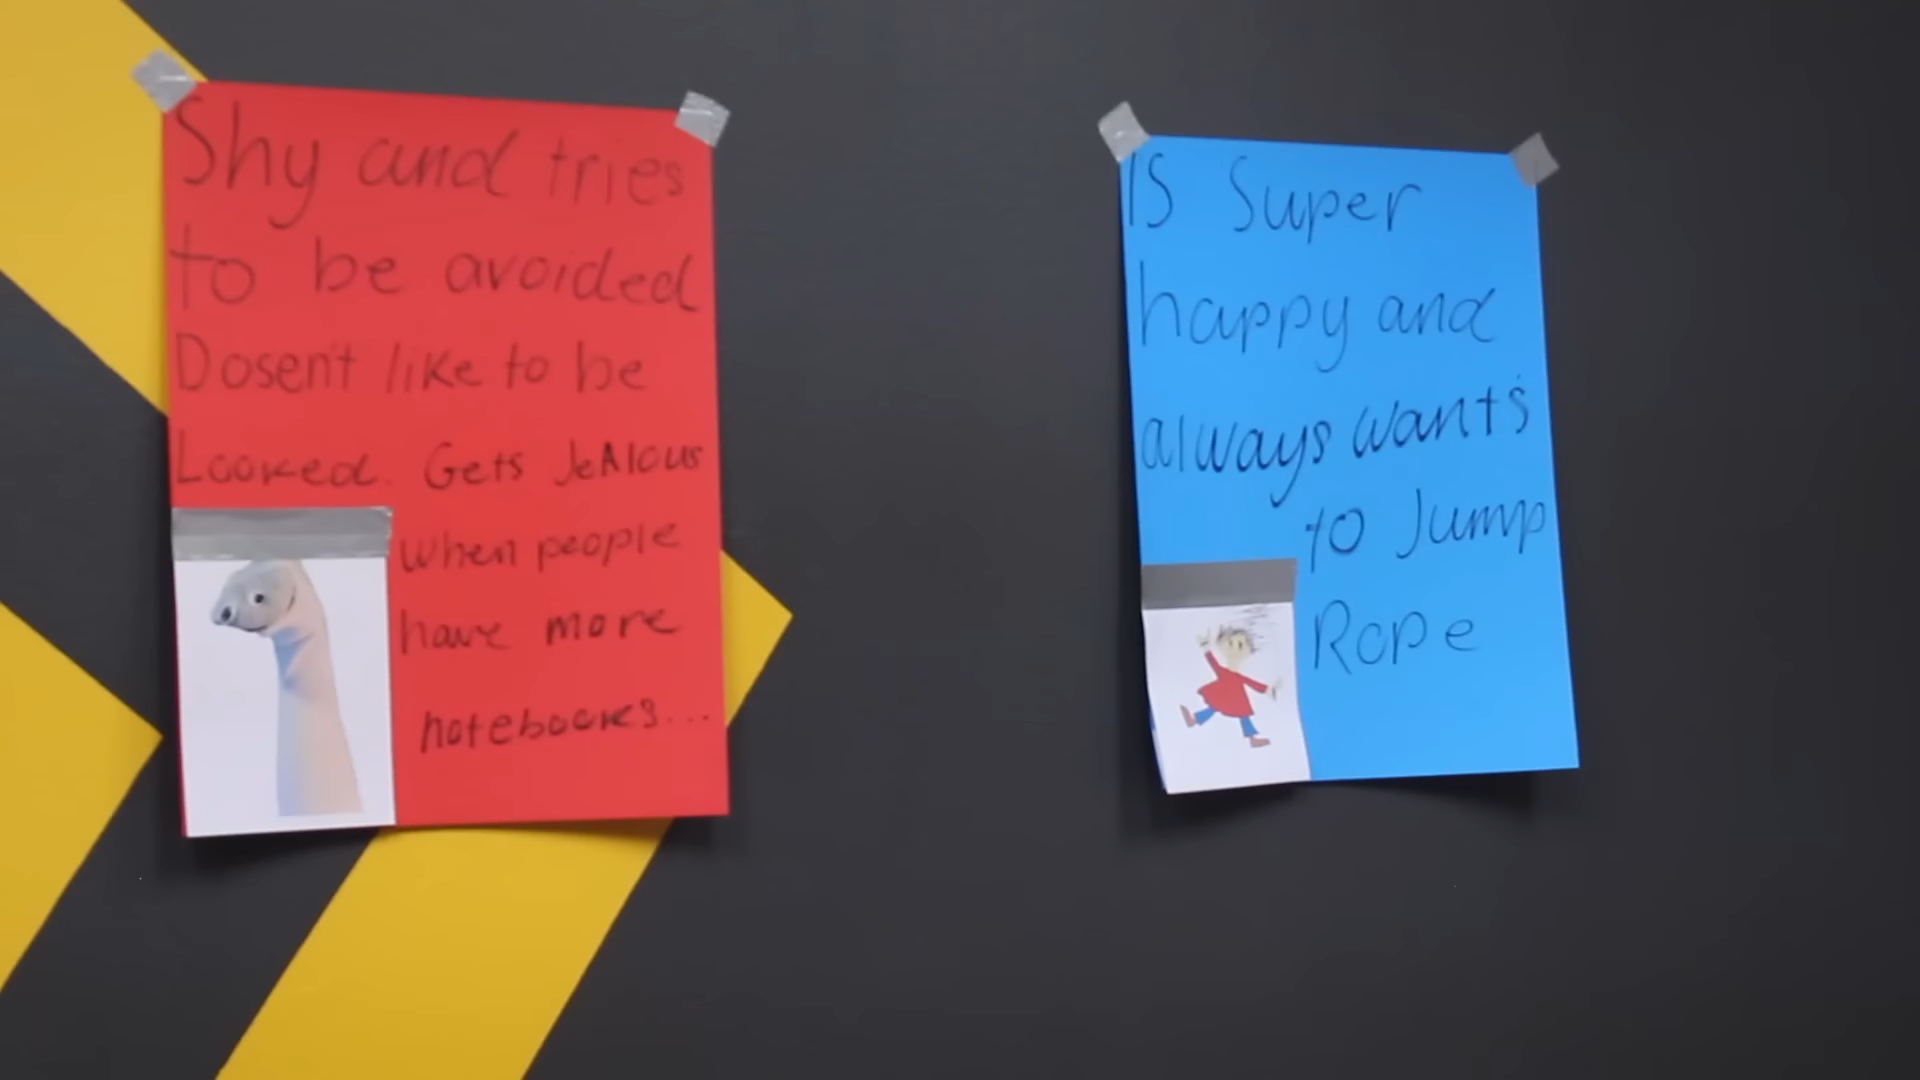 Shy and tries
to be avoided
Dosen't like to be
Looked. Gets Jealous
when people
have more
notebooks...
IS Super
happy and
always wants
to Jump
Rope